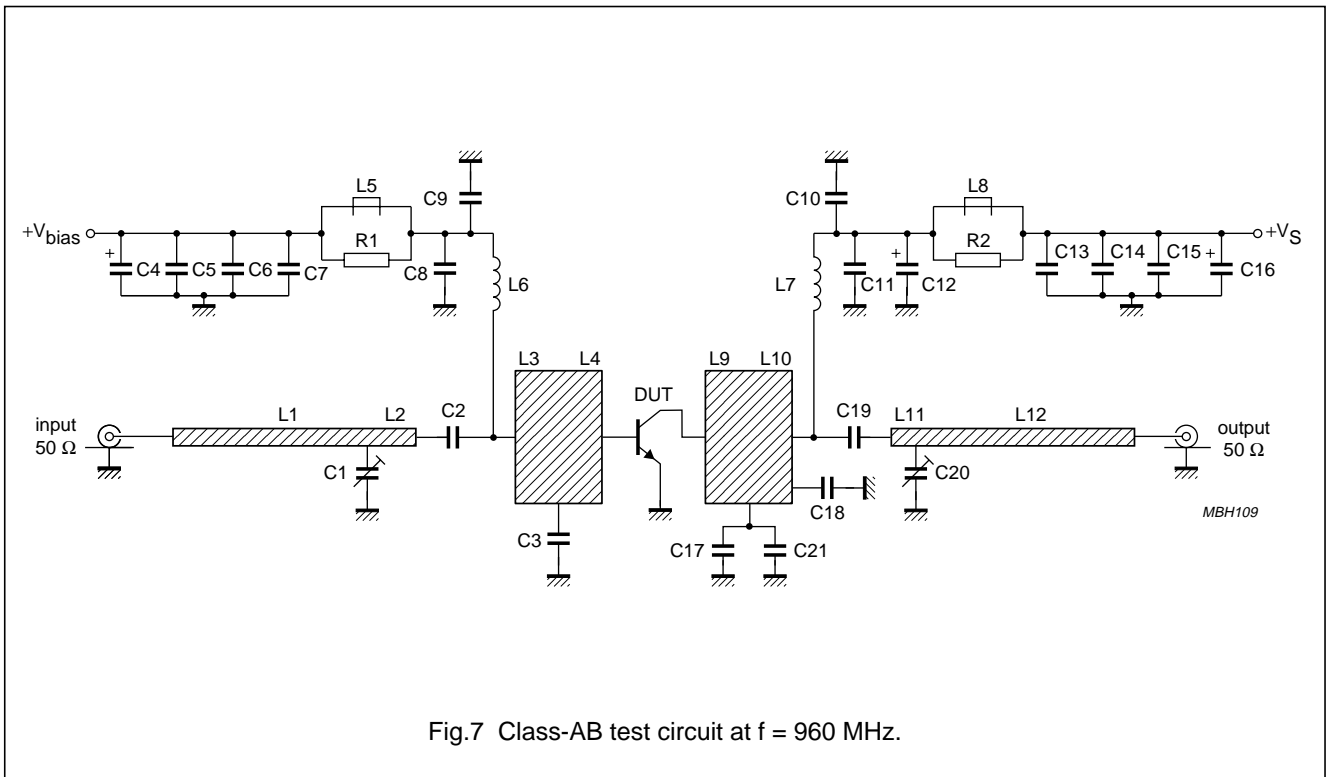 C9
L5
R1
+Vbias
+
C4
C5
C6
C7
C8
L6
C10
L8
R2
+VS
L7
C11
+
C12
C13
C14
C15
+
C16
L3
L4
DUT
L9
L10
input
50 Ω
L1
L2
C2
C1
C3
C19
L11
L12
output
50 Ω
C20
C18
C17
C21
MBH109
Fig.7 Class-AB test circuit at f = 960 MHz.